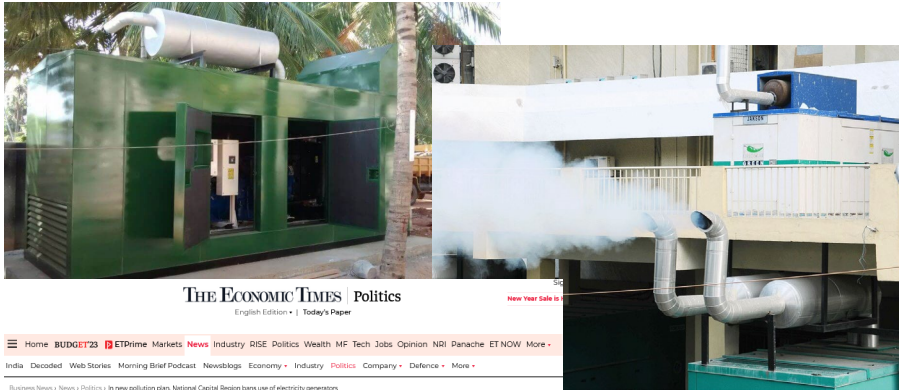 JAKSON
GREEN
THE ECONOMIC TIMES | Politics
English Edition ▾ | Today's Paper
New Year Sale is
Home BUDGET'23 ETPrime Markets News Industry RISE Politics Wealth MF Tech Jobs Opinion NRI Panache ET NOW More
India Decoded Web Stories Morning Brief Podcast Newsblogs Economy Industry Politics Company Defence More
Business News › News › Politics › In new pollution plan, National Capital Region bans use of electricity generators